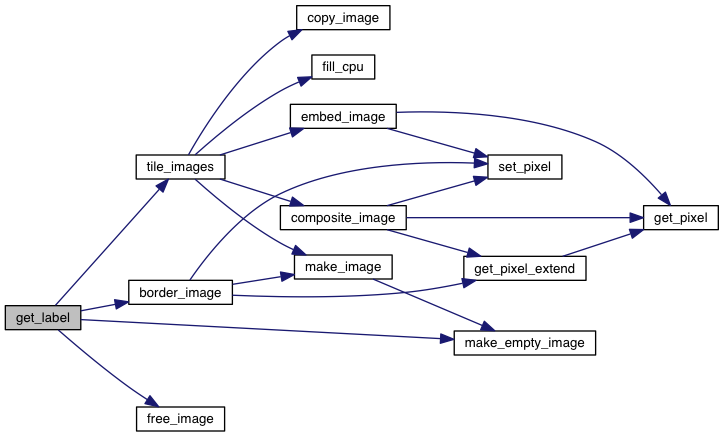 copy_image
fill_cpu
embed_image
tile_images
set_pixel
composite_image
get_pixel
make_image
get_pixel_extend
border_image
get_label
make_empty_image
free_image